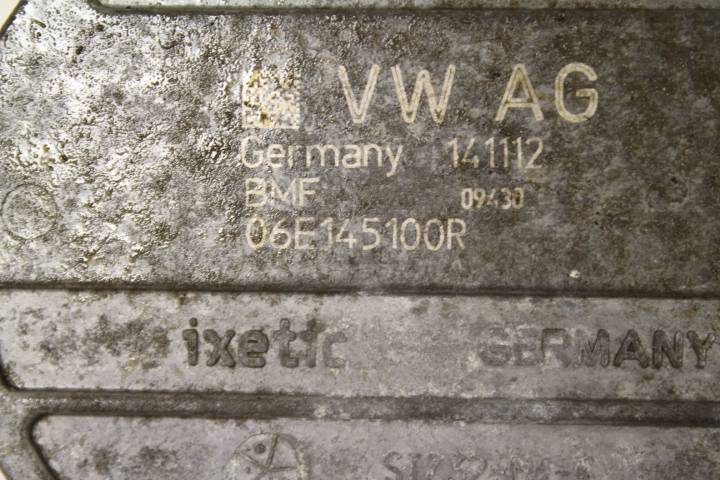 VW AG
Germany 141112
BMF 09430
06E145100R
ixetic GERMANY